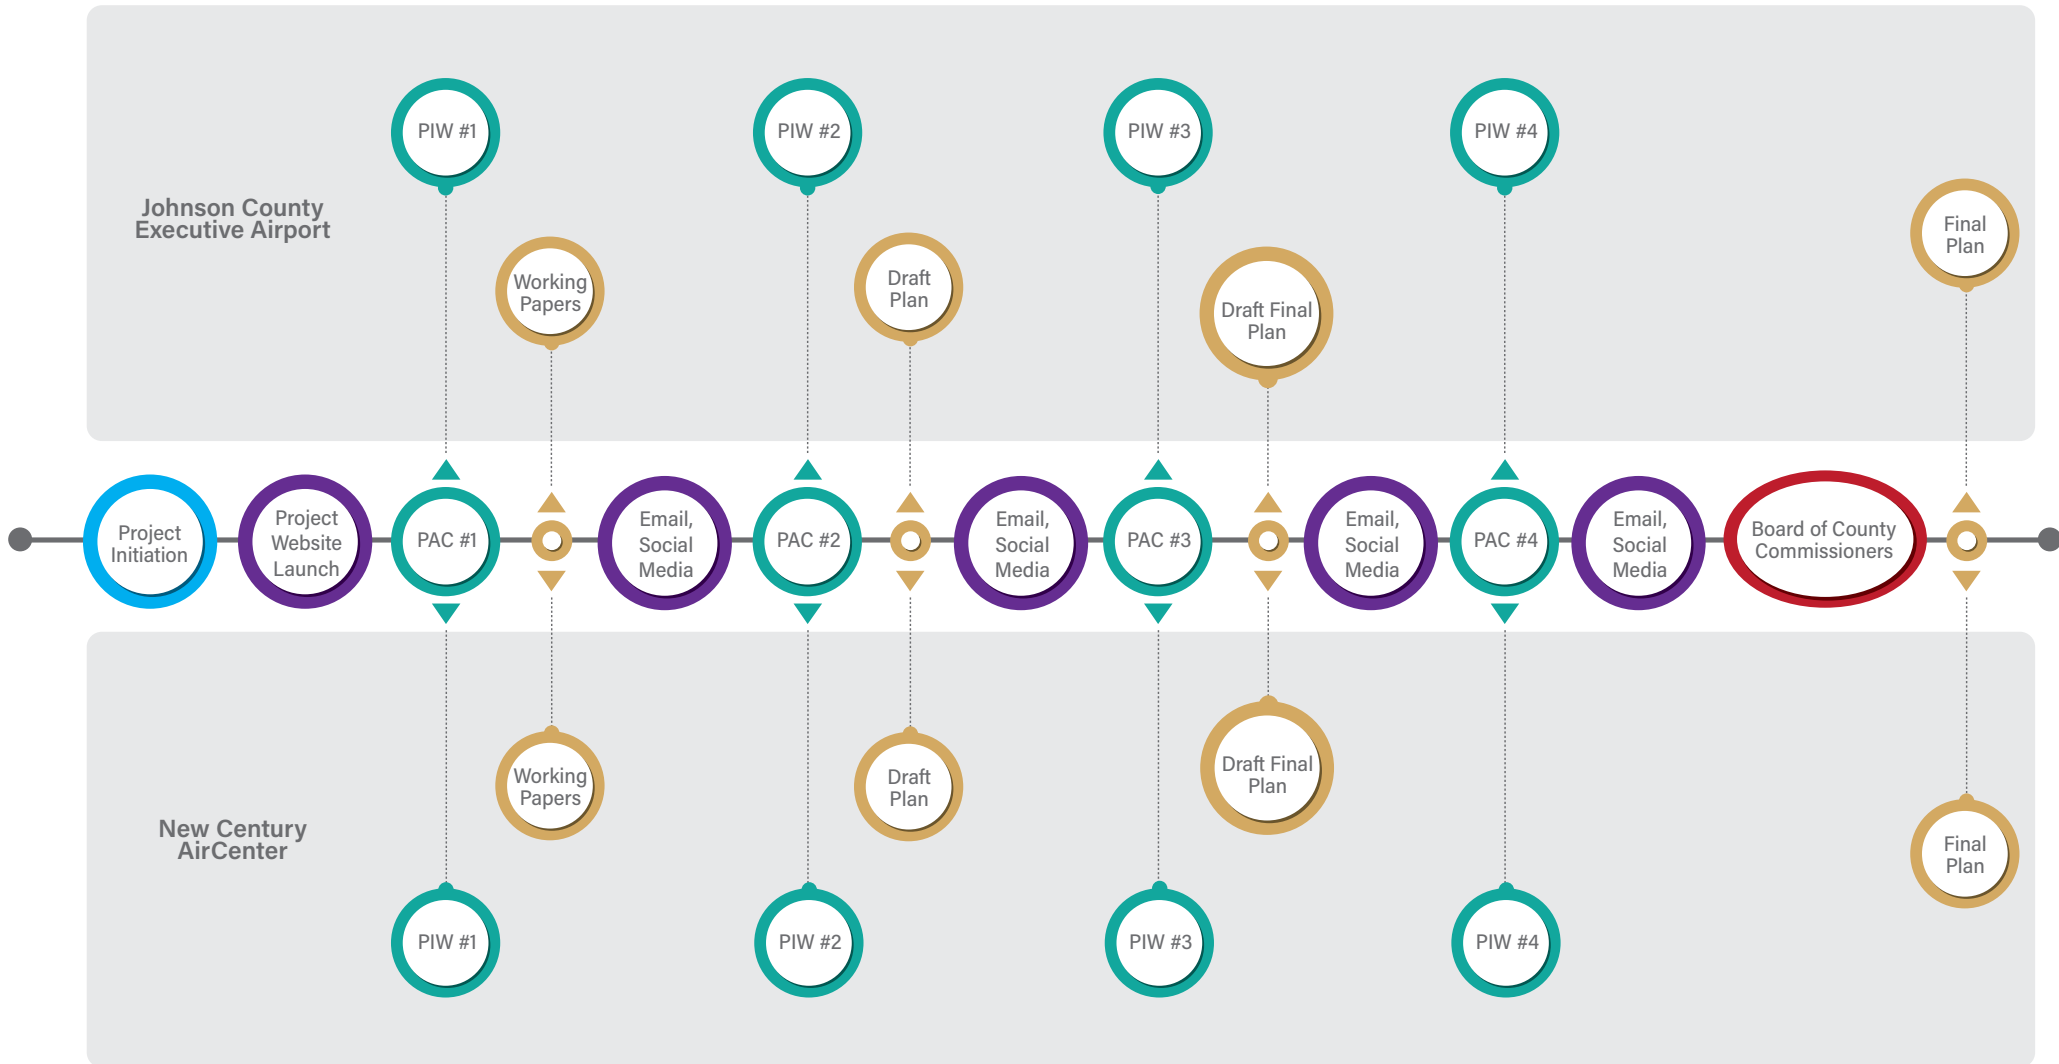 PIW #1
PIW #2
PIW #3
PIW #4
Johnson County
Executive Airport
Working
Papers
Draft
Plan
Draft Final
Plan
Final
Plan
Project
Initiation
Project
Website
Launch
PAC #1
Email,
Social
Media
PAC #2
Email,
Social
Media
PAC #3
Email,
Social
Media
PAC #4
Email,
Social
Media
Board of County
Commissioners
Working
Papers
Draft
Plan
Draft Final
Plan
New Century
AirCenter
Final
Plan
PIW #1
PIW #2
PIW #3
PIW #4